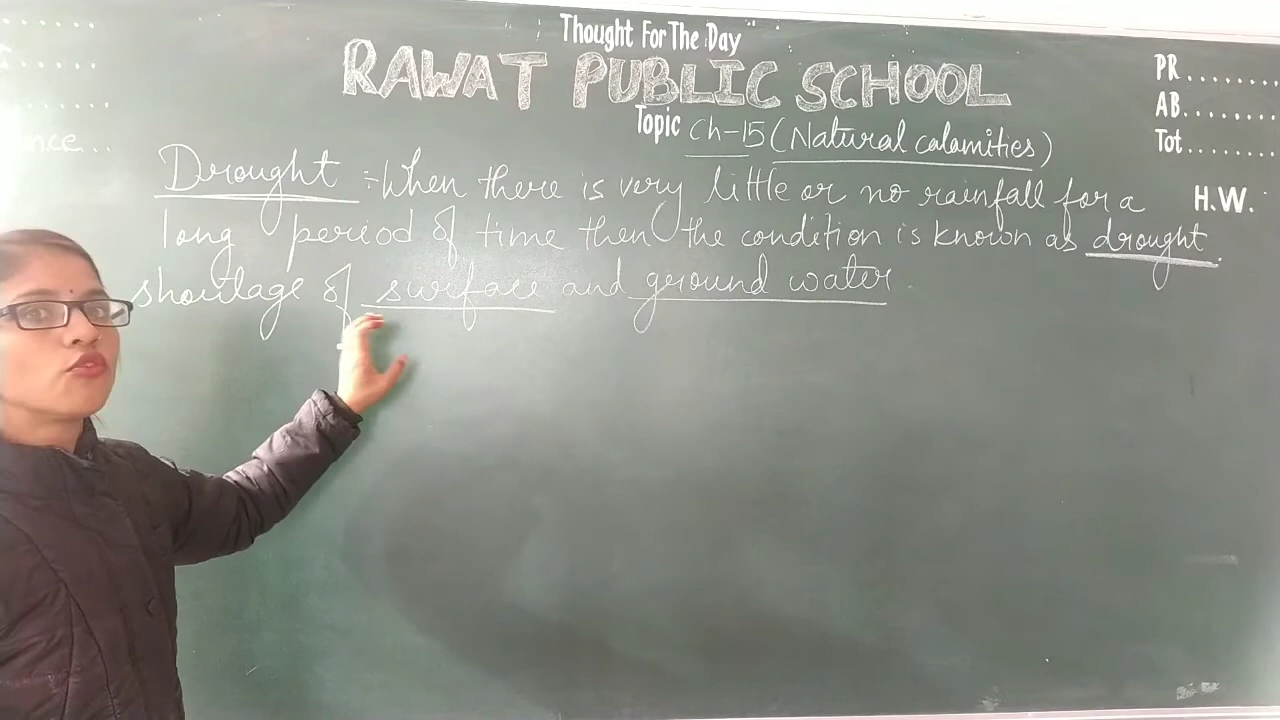 Thought For The Day
RAWAT PUBLIC SCHOOL
Topic Ch-15 (Natural calamities)
PR........
AB........
Tot........
H.W.
Drought :- When there is very little or no rainfall for a
long period of time then the condition is known as drought.
shortage of surface and ground water.